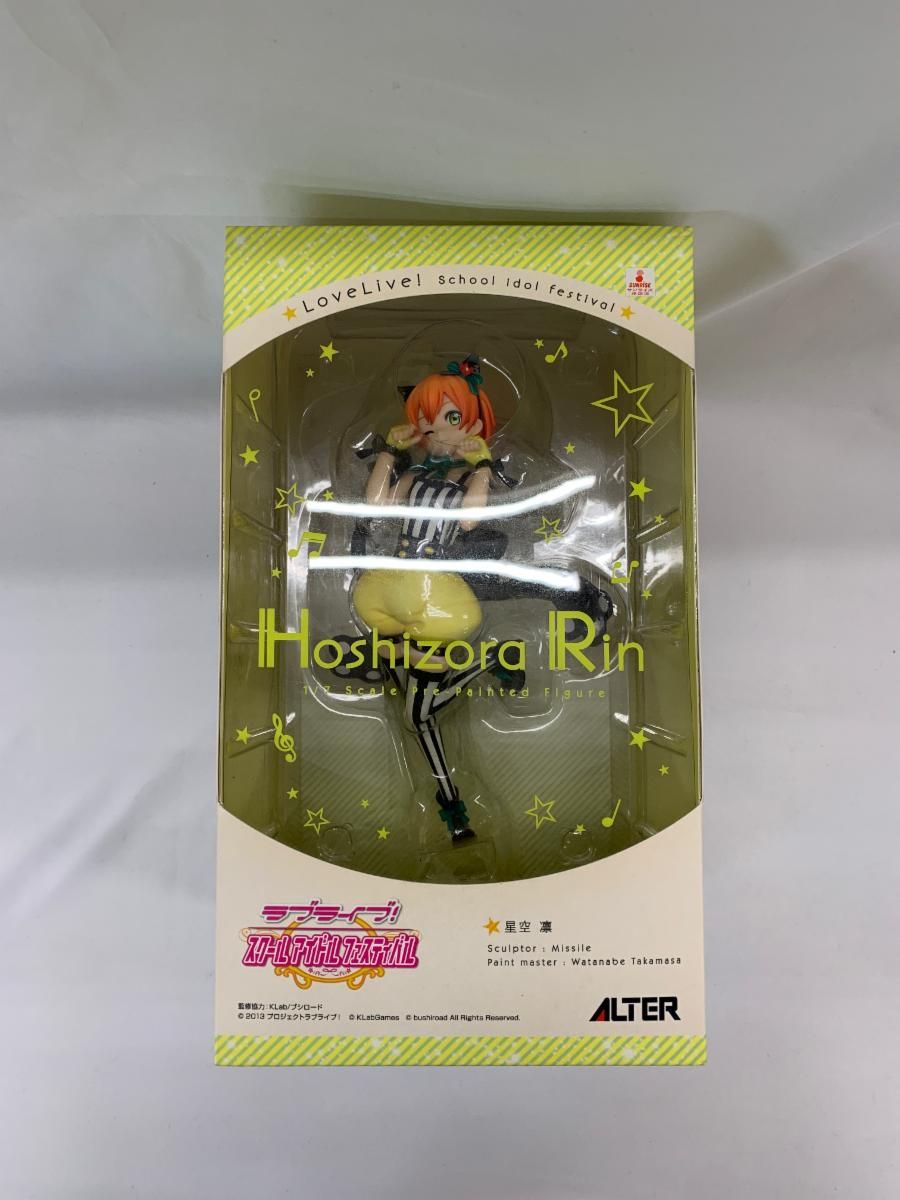 LoveLive! School idol festival
SUNRISE
Hoshizora Rin
1/7 Scale Pre-Painted Figure
ラブライブ!
スクールアイドルフェスティバル
星空 凛
Sculptor : Missile
Paint master : Watanabe Takamasa
監修協力:KLab/ブシロード
© 2013 プロジェクトラブライブ! © KLabGames © bushiroad All Rights Reserved.
ALTER